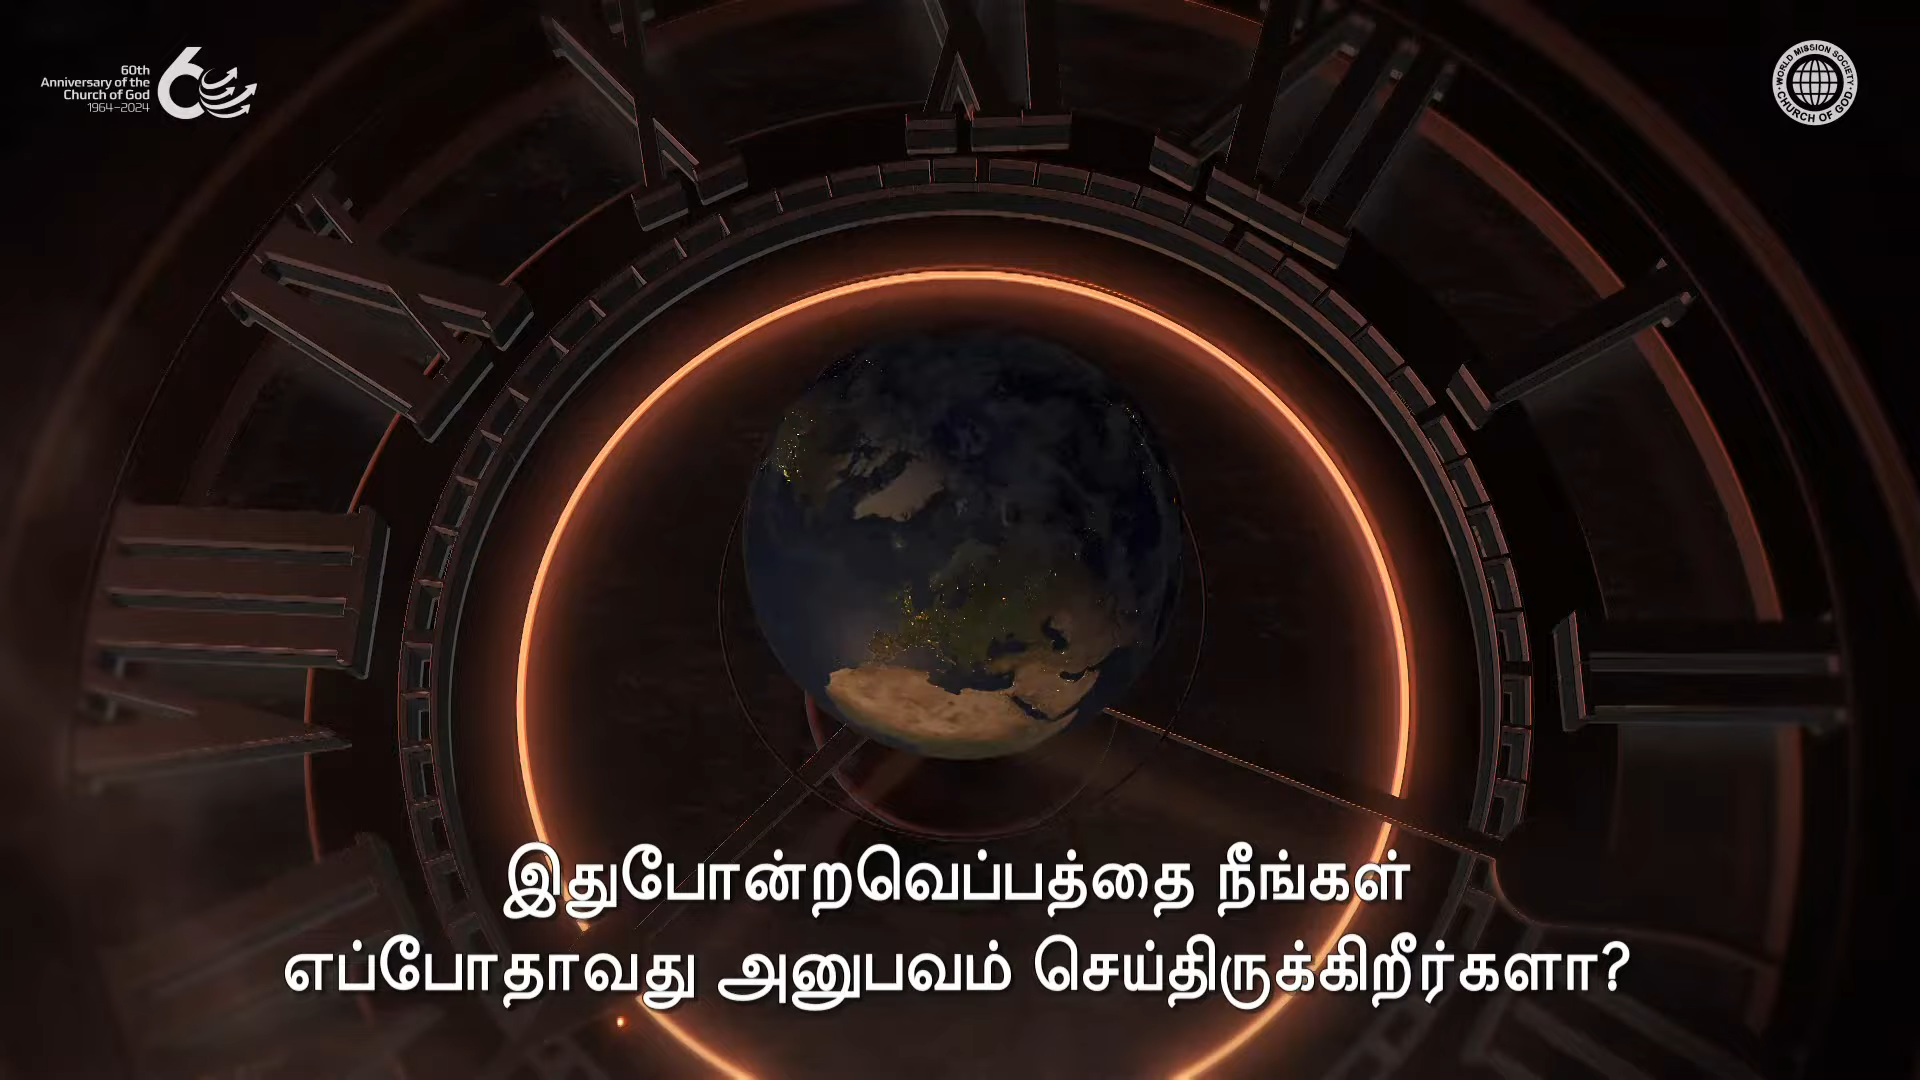 60th
Anniversary of the
Church of God
1964–2024
60
WORLD MISSION SOCIETY
CHURCH OF GOD
இதுபோன்றவெப்பத்தை நீங்கள்
எப்போதாவது அனுபவம் செய்திருக்கிறீர்களா?